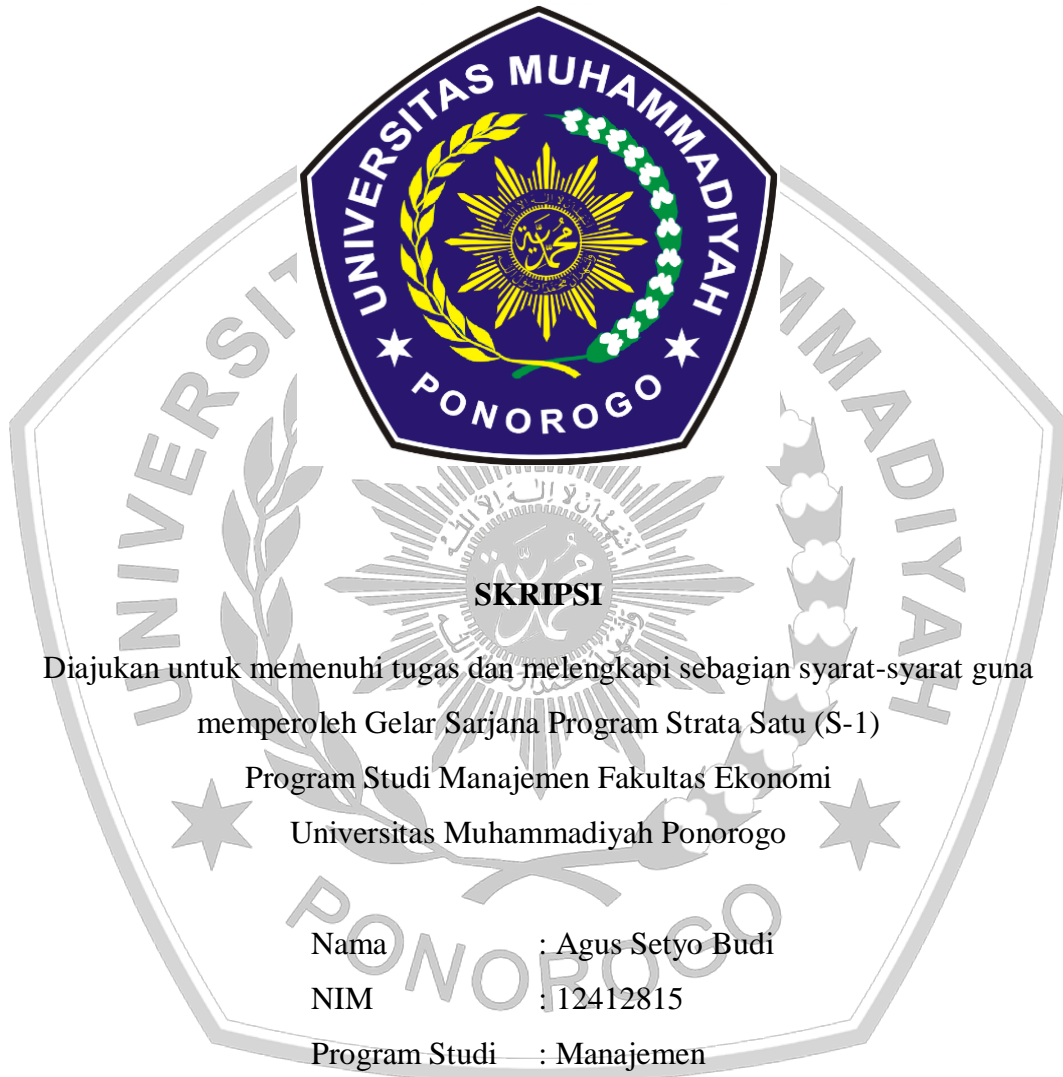 UNIVERSITAS MUHAMMADIYAH
PONOROGO
SKRIPSI
Diajukan untuk memenuhi tugas dan melengkapi sebagian syarat-syarat guna
memperoleh Gelar Sarjana Program Strata Satu (S-1)
Program Studi Manajemen Fakultas Ekonomi
Universitas Muhammadiyah Ponorogo
Nama : Agus Setyo Budi
NIM : 12412815
Program Studi : Manajemen